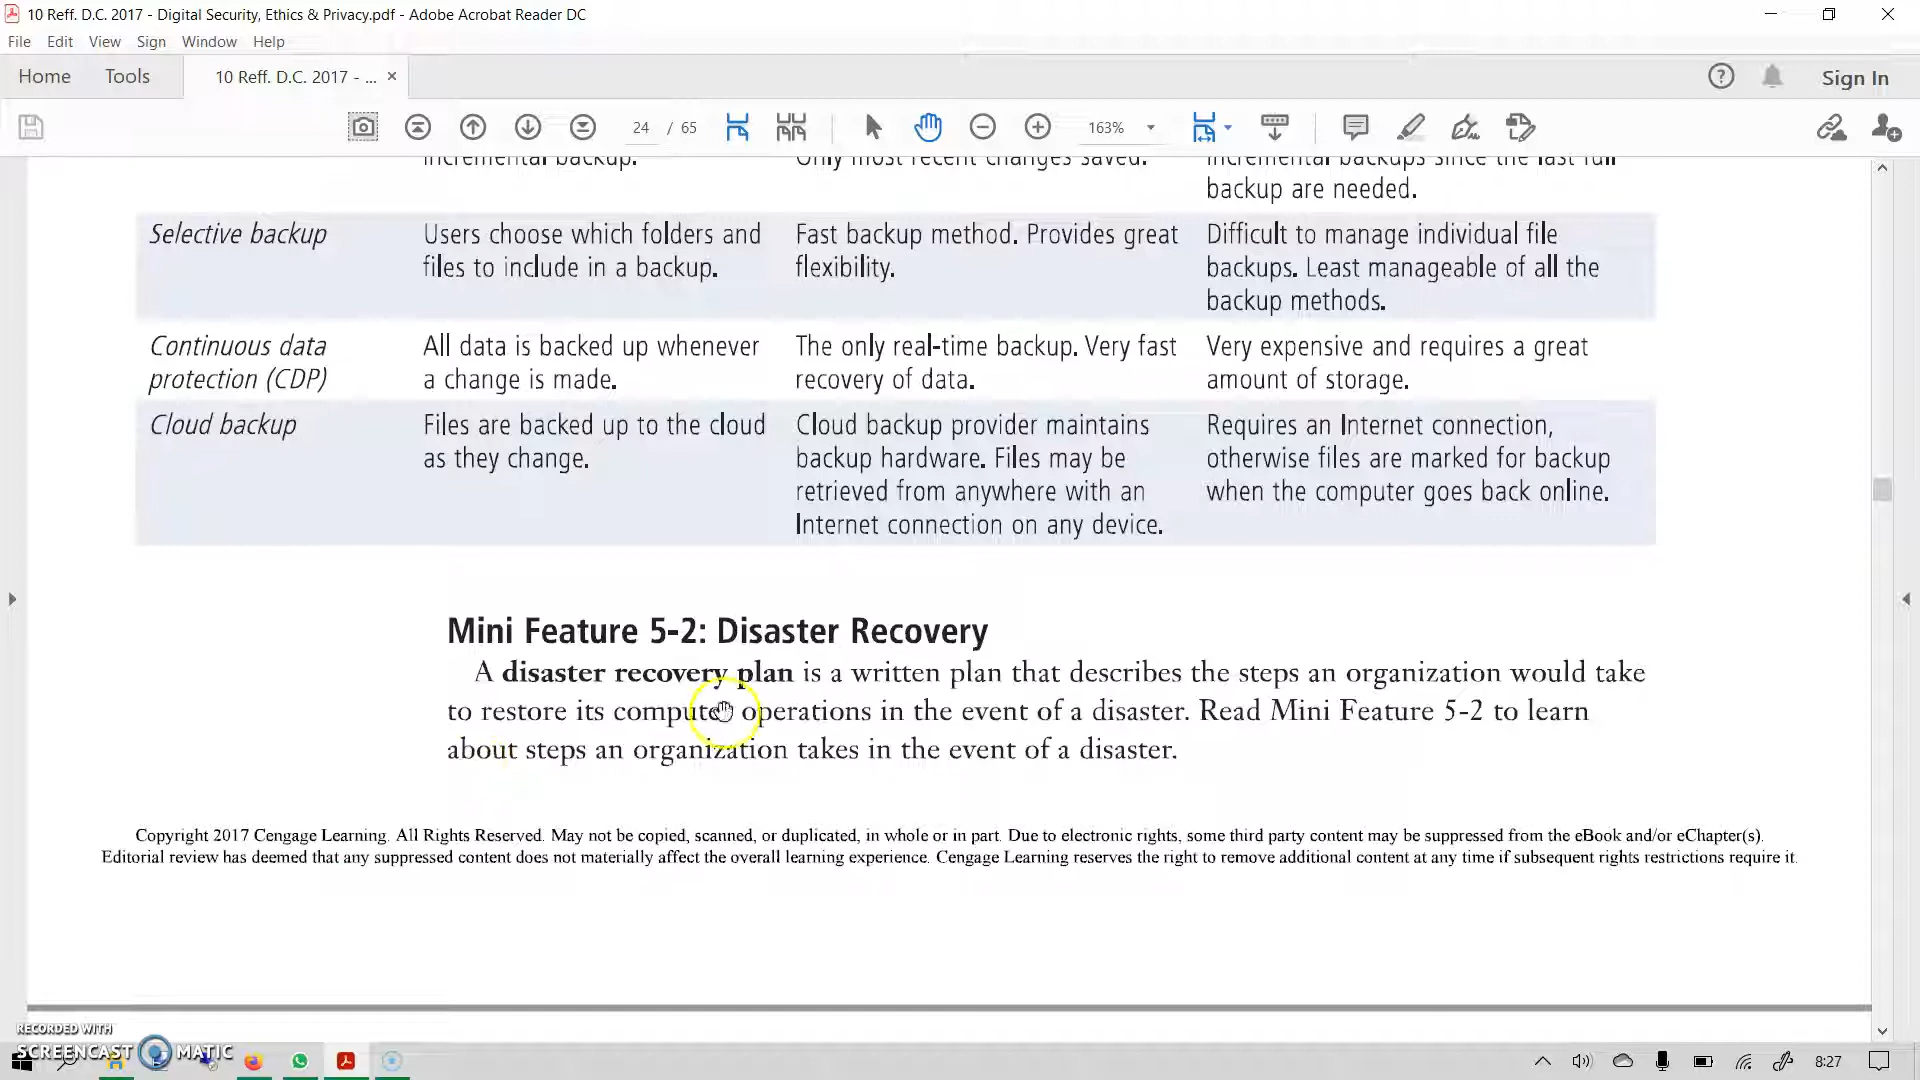 10 Reff. D.C. 2017 - Digital Security, Ethics & Privacy.pdf - Adobe Acrobat Reader DC
File Edit View Sign Window Help
Home Tools 10 Reff. D.C. 2017 - ... × Sign In
24 / 65 163%
incremental backup. Only most recent changes saved. incremental backups since the last full
backup are needed.
Selective backup Users choose which folders and Fast backup method. Provides great Difficult to manage individual file
files to include in a backup. flexibility. backups. Least manageable of all the
backup methods.
Continuous data All data is backed up whenever The only real-time backup. Very fast Very expensive and requires a great
protection (CDP) a change is made. recovery of data. amount of storage.
Cloud backup Files are backed up to the cloud Cloud backup provider maintains Requires an Internet connection,
as they change. backup hardware. Files may be otherwise files are marked for backup
retrieved from anywhere with an when the computer goes back online.
Internet connection on any device.
Mini Feature 5-2: Disaster Recovery
A disaster recovery plan is a written plan that describes the steps an organization would take
to restore its computer operations in the event of a disaster. Read Mini Feature 5-2 to learn
about steps an organization takes in the event of a disaster.
Copyright 2017 Cengage Learning. All Rights Reserved. May not be copied, scanned, or duplicated, in whole or in part. Due to electronic rights, some third party content may be suppressed from the eBook and/or eChapter(s).
Editorial review has deemed that any suppressed content does not materially affect the overall learning experience. Cengage Learning reserves the right to remove additional content at any time if subsequent rights restrictions require it.
RECORDED WITH
SCREENCAST MATIC
8:27